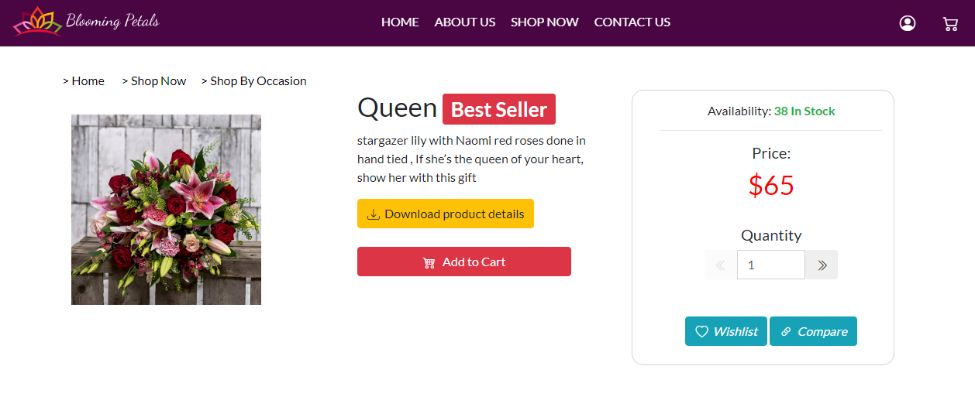 Blooming Petals
HOME ABOUT US SHOP NOW CONTACT US
> Home > Shop Now > Shop By Occasion
Queen Best Seller
stargazer lily with Naomi red roses done in
hand tied , If she's the queen of your heart,
show her with this gift
Download product details
Add to Cart
Availability: 38 In Stock
Price:
$65
Quantity
1
Wishlist Compare